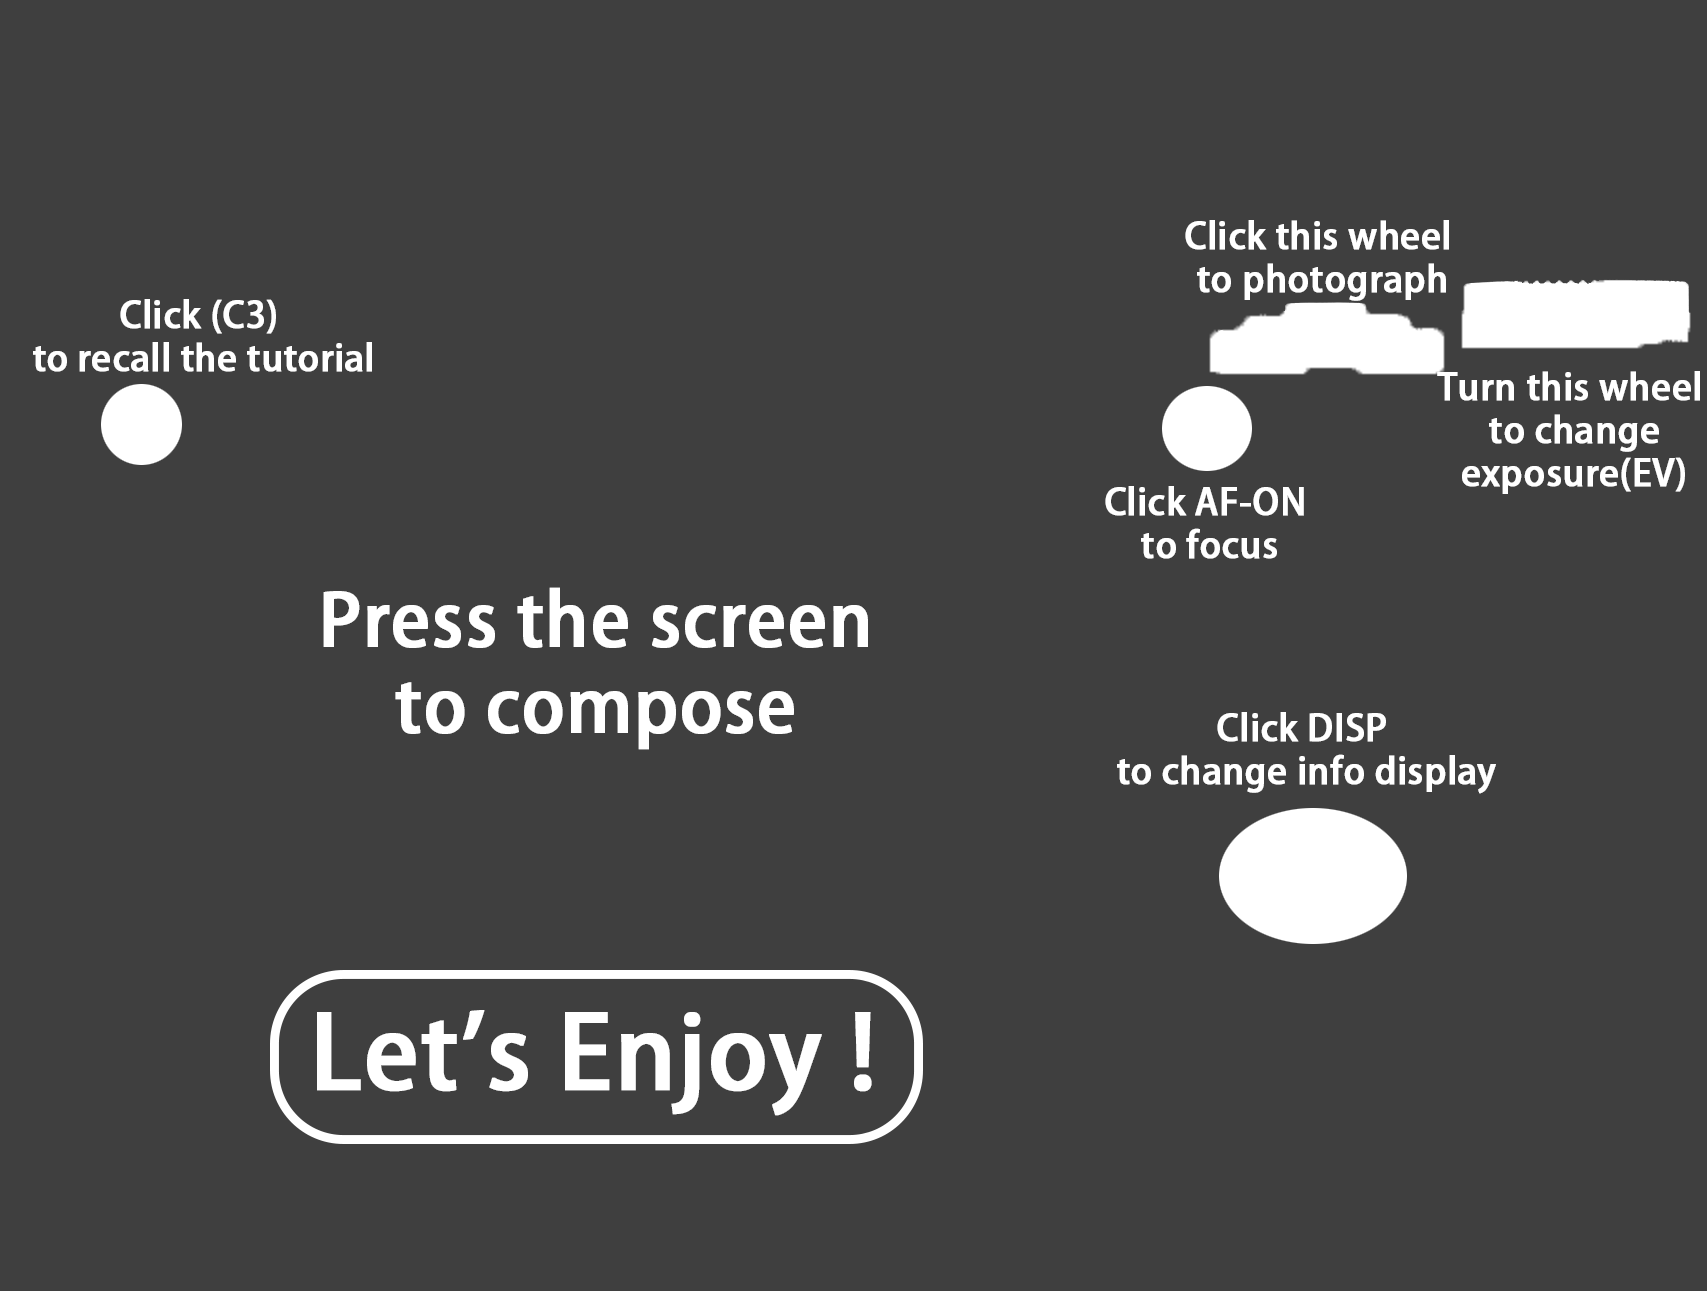 Click this wheel
to photograph
Click (C3)
to recall the tutorial
Turn this wheel
to change
exposure(EV)
Click AF-ON
to focus
Press the screen
to compose
Click DISP
to change info display
Let’s Enjoy !